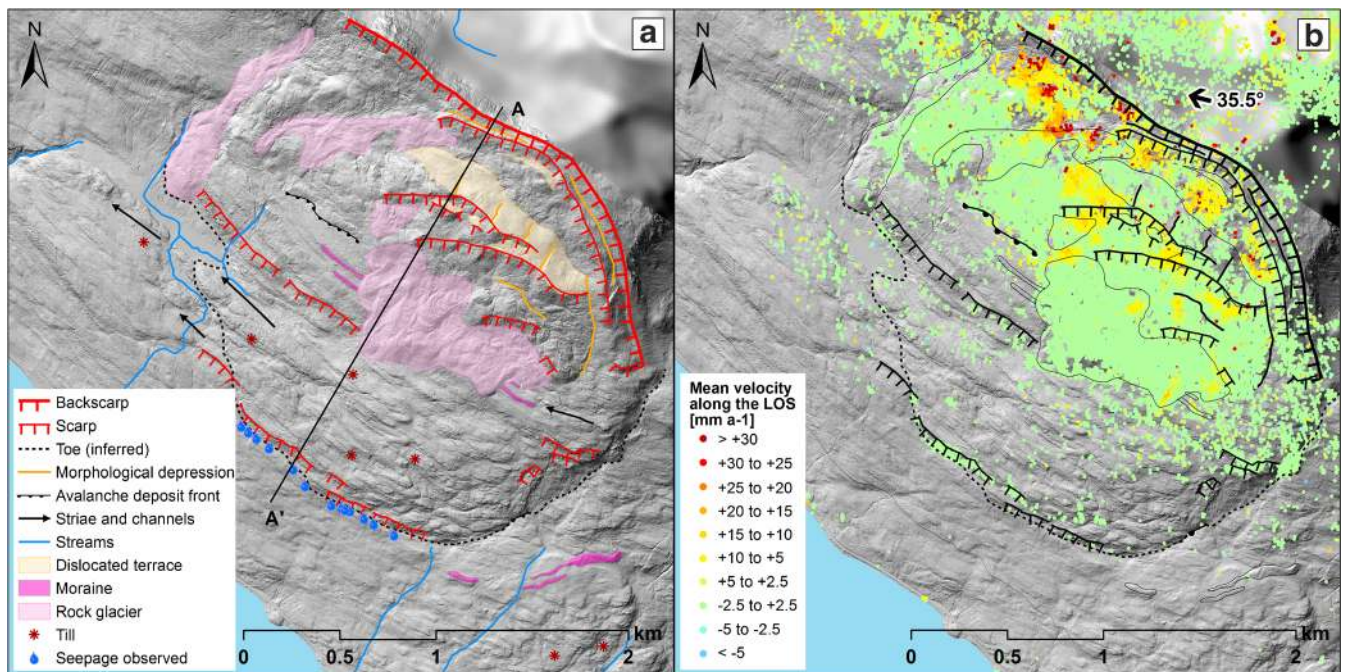 N
a
A
A'
Backscarp
Scarp
Toe (inferred)
Morphological depression
Avalanche deposit front
Striae and channels
Streams
Dislocated terrace
Moraine
Rock glacier
Till
Seepage observed
0 0.5 1 2 km
N
b
35.5°
Mean velocity
along the LOS
[mm a-1]
> +30
+30 to +25
+25 to +20
+20 to +15
+15 to +10
+10 to +5
+5 to +2.5
-2.5 to +2.5
-5 to -2.5
< -5
0 0.5 1 2 km